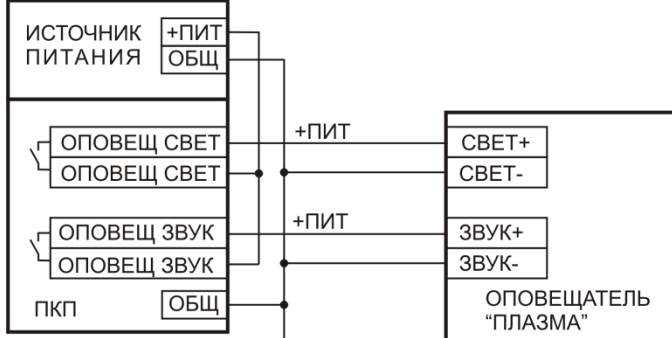 ИСТОЧНИК
ПИТАНИЯ
+ПИТ
ОБЩ
ОПОВЕЩ СВЕТ
ОПОВЕЩ СВЕТ
+ПИТ
СВЕТ+
СВЕТ-
ОПОВЕЩ ЗВУК
ОПОВЕЩ ЗВУК
+ПИТ
ЗВУК+
ЗВУК-
ПКП
ОБЩ
ОПОВЕЩАТЕЛЬ
“ПЛАЗМА”